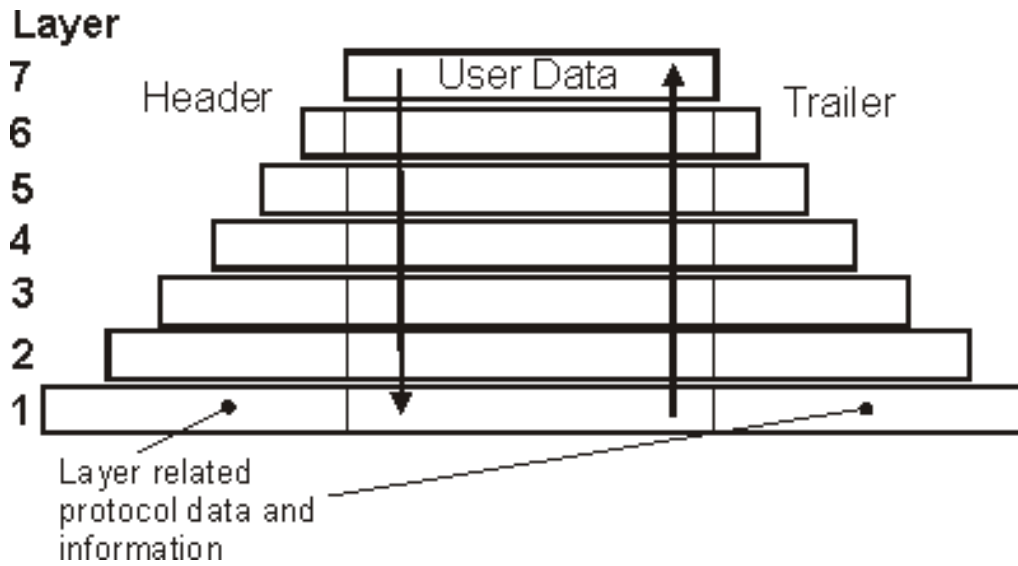 Layer
7
User Data
Header
Trailer
6
5
4
3
2
1
Layer related
protocol data and
information